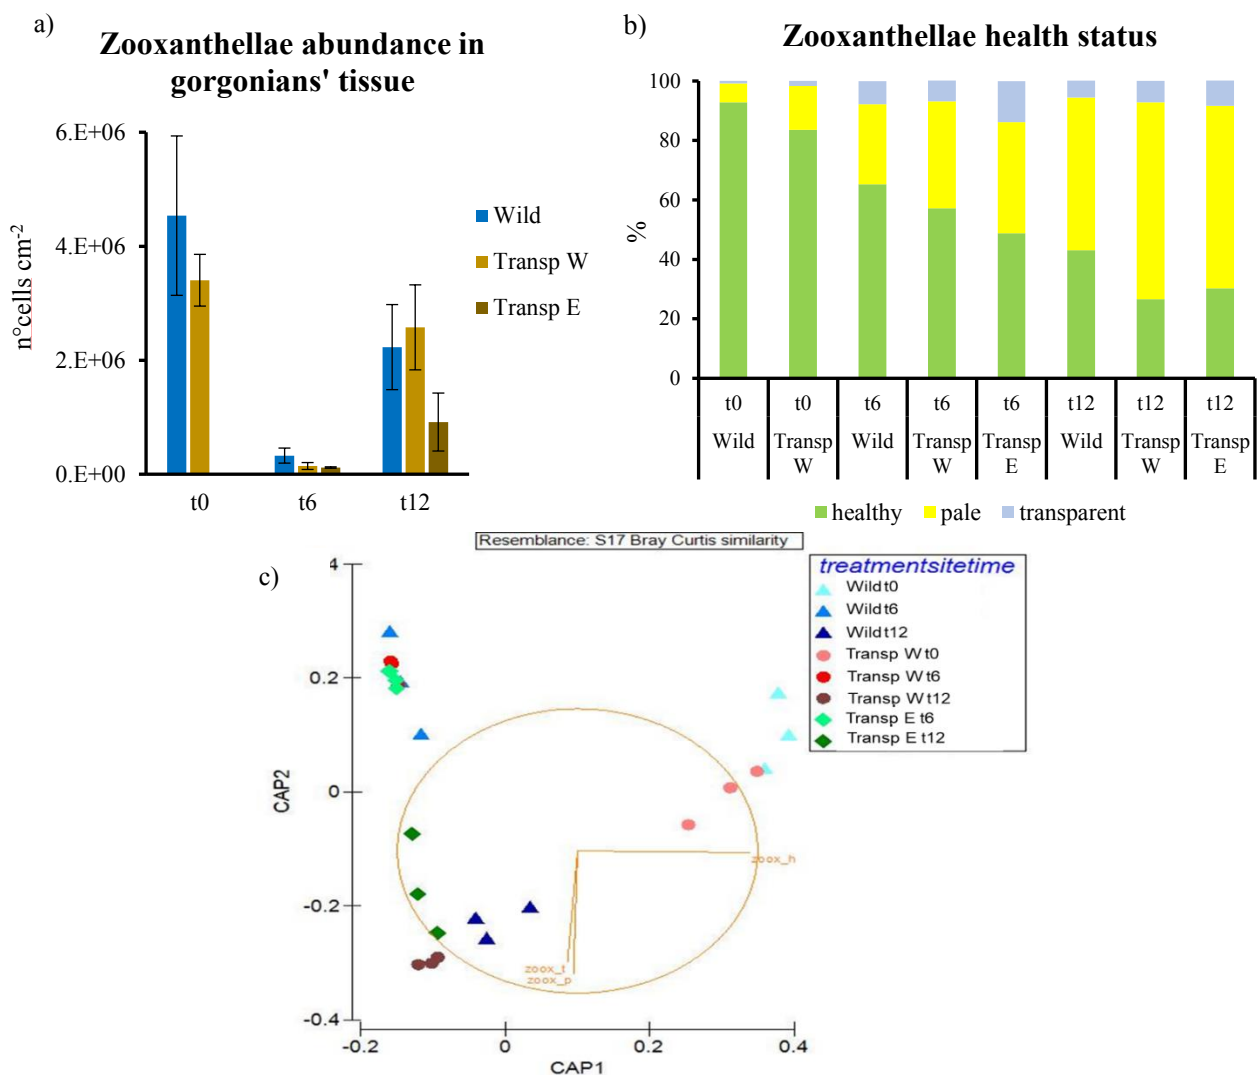 a)
Zooxanthellae abundance in
gorgonians' tissue
6.E+06
4.E+06
2.E+06
0.E+00
n°cells cm-2
t0
t6
t12
Wild
Transp W
Transp E
b)
Zooxanthellae health status
100
80
60
40
20
0
%
t0 t0 t6 t6 t6 t12 t12 t12
Wild Transp Wild Transp Transp Wild Transp Transp
W W E W E
healthy pale transparent
c)
Resemblance: S17 Bray Curtis similarity
treatmentsitetime
Wild t0
Wild t6
Wild t12
Transp W t0
Transp W t6
Transp W t12
Transp E t6
Transp E t12
4
0.2
0
-0.2
-0.4
CAP2
zoox_h
zoox_t
zoox_p
-0.2 0 0.2 0.4
CAP1